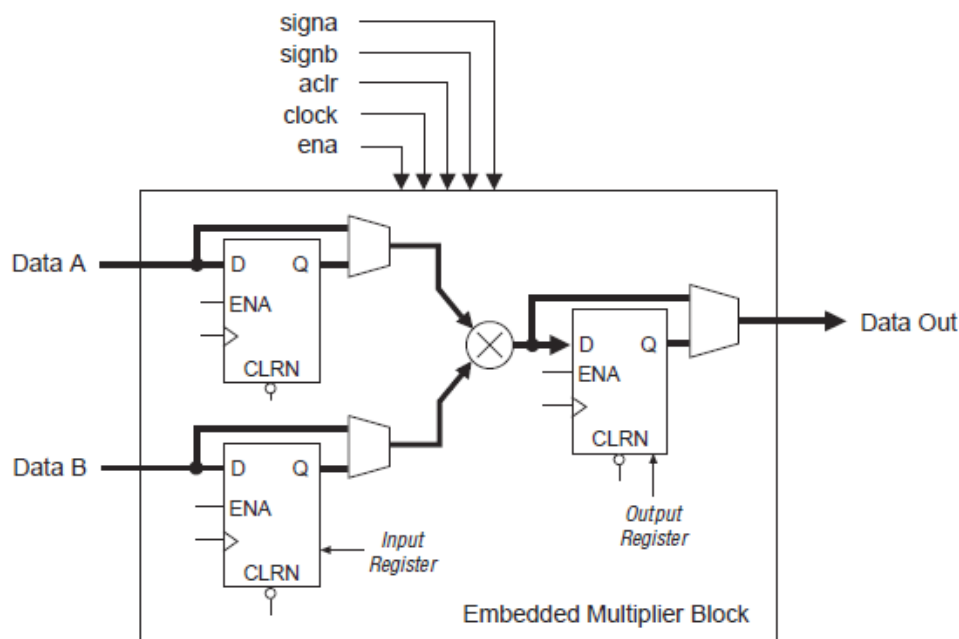 signa
signb
aclr
clock
ena
Data A
D Q
ENA
CLRN
Data B
D Q
ENA
CLRN
Input
Register
D Q
ENA
CLRN
Output
Register
Data Out
Embedded Multiplier Block